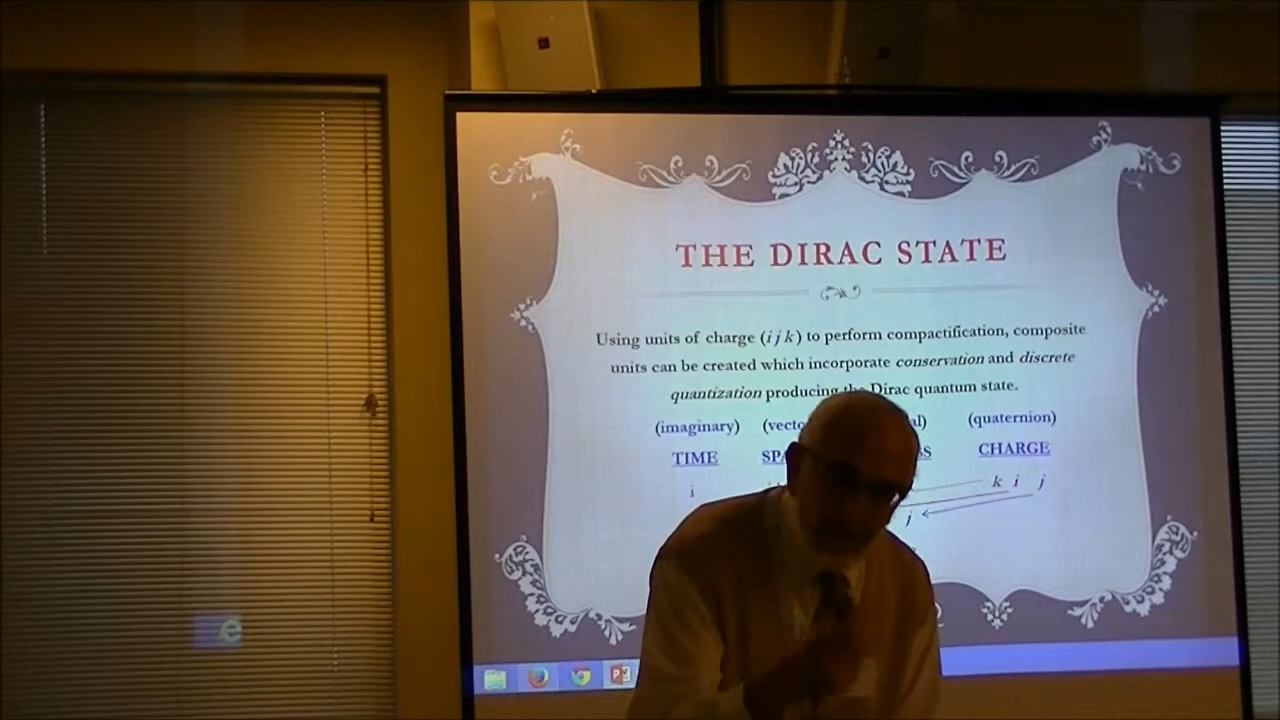 THE DIRAC STATE
Using units of charge (i j k) to perform compactification, composite
units can be created which incorporate conservation and discrete
quantization producing the Dirac quantum state.
(imaginary) (quaternion)
TIME CHARGE
i k i j
j